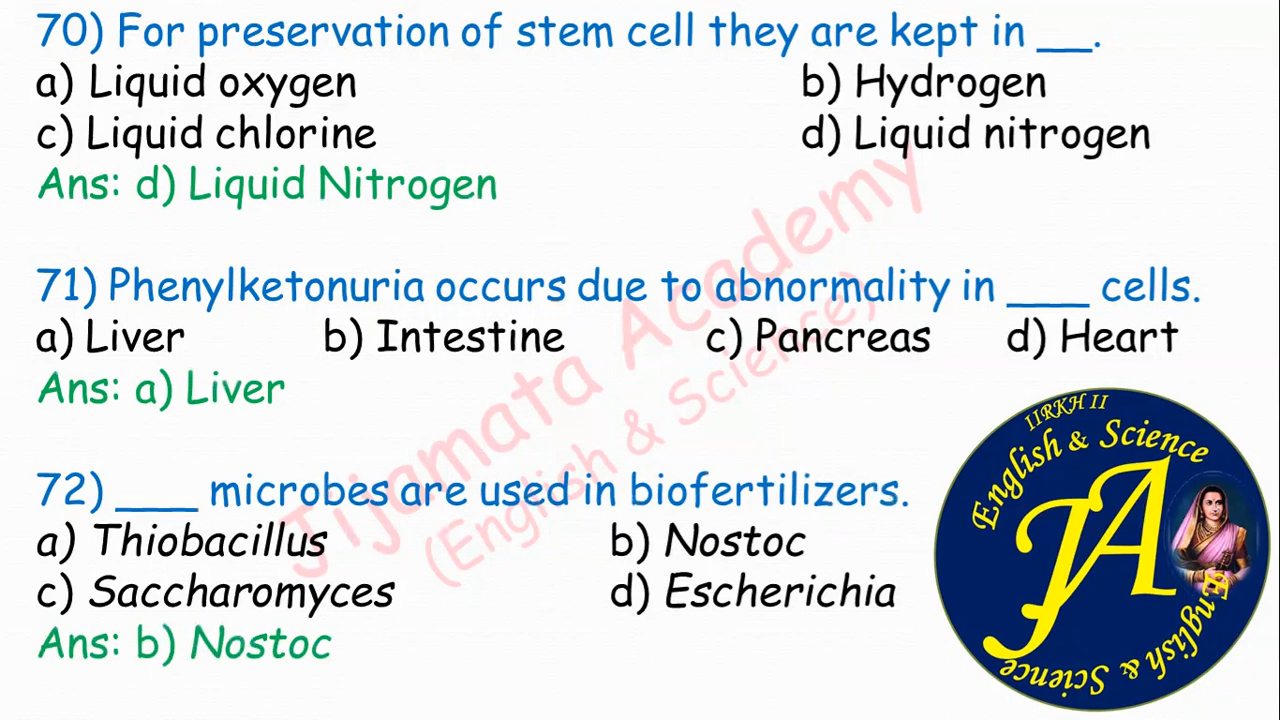 70) For preservation of stem cell they are kept in __.
a) Liquid oxygen b) Hydrogen
c) Liquid chlorine d) Liquid nitrogen
Ans: d) Liquid Nitrogen
71) Phenylketonuria occurs due to abnormality in ___ cells.
a) Liver b) Intestine c) Pancreas d) Heart
Ans: a) Liver
72) ___ microbes are used in biofertilizers.
a) Thiobacillus b) Nostoc
c) Saccharomyces d) Escherichia
Ans: b) Nostoc
Jijamata Academy
(English & Science)
IIRKH II
English & Science
JA
English & Science